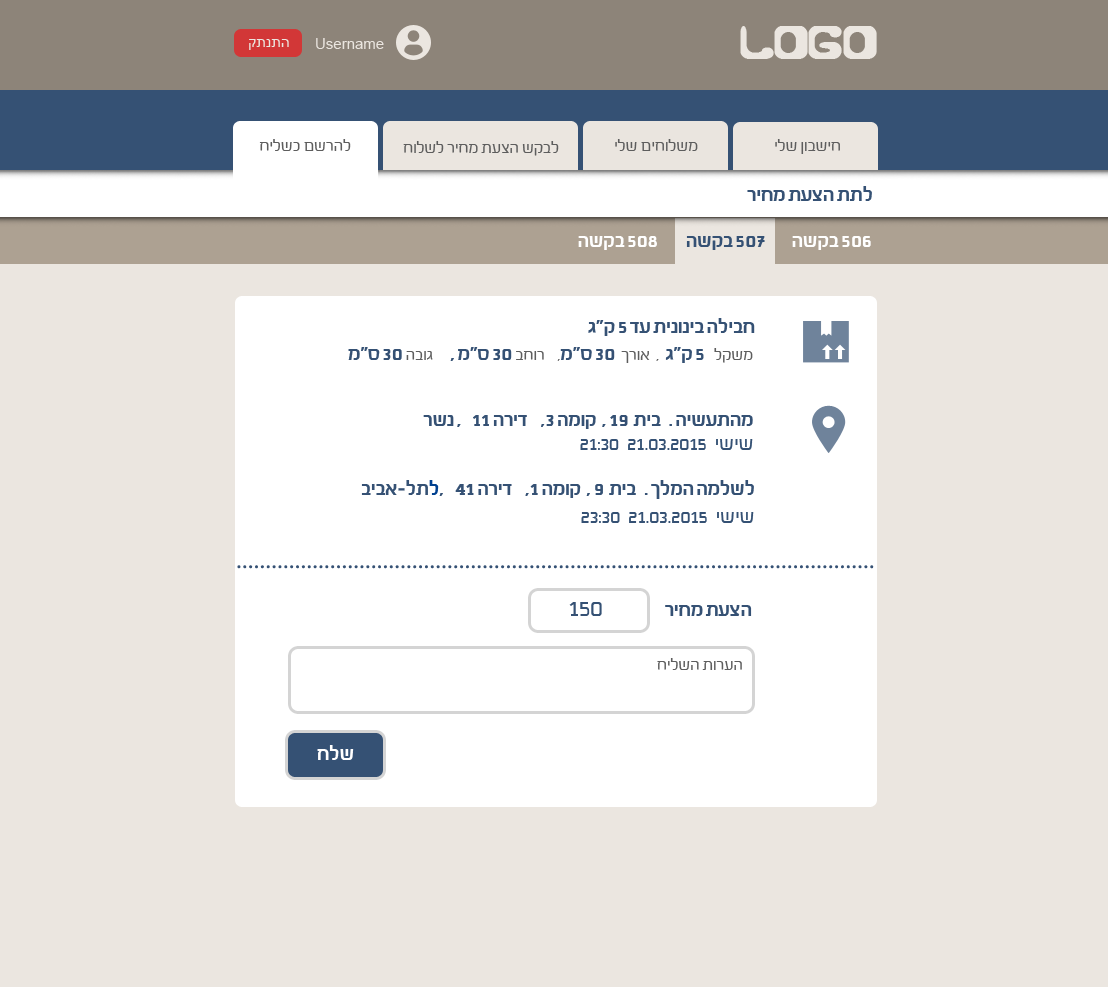 LOGO
Username
התנתק
חישבון שלי
משלוחים שלי
לבקש הצעת מחיר לשלוח
להרשם כשליח
לתת הצעת מחיר
506 בקשה
507 בקשה
508 בקשה
חבילה בינונית עד 5 ק"ג
משקל 5 ק"ג , אורך 30 ס"מ, רוחב 30 ס"מ , גובה 30 ס"מ
מהתעשיה . בית 19 , קומה 3, דירה 11 , נשר
שישי 21.03.2015 21:30
לשלמה המלך . בית 9 , קומה 1, דירה 41 ,לתל-אביב
שישי 21.03.2015 23:30
הצעת מחיר
150
הערות השליח
שלח